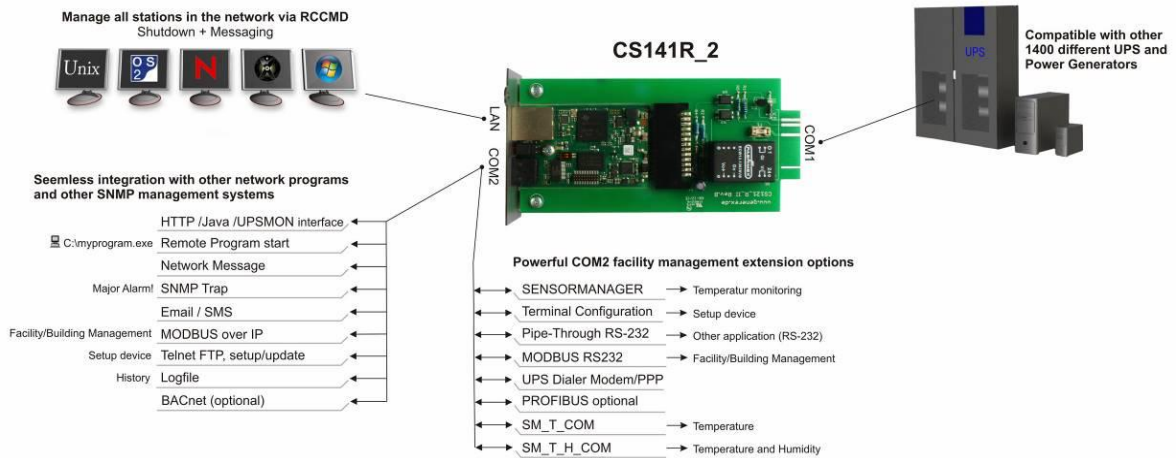 Manage all stations in the network via RCCMD
Shutdown + Messaging
Unix
OS
2
N
CS141R_2
UPS
Compatible with other
1400 different UPS and
Power Generators
LAN
COM2
COM1
www.generex.de
CS121_R_II Rev.D
Seemless integration with other network programs
and other SNMP management systems
HTTP /Java /UPSMON interface
C:\myprogram.exe Remote Program start
Network Message
Major Alarm! SNMP Trap
Email / SMS
Facility/Building Management MODBUS over IP
Setup device Telnet FTP, setup/update
History Logfile
BACnet (optional)
Powerful COM2 facility management extension options
SENSORMANAGER Temperatur monitoring
Terminal Configuration Setup device
Pipe-Through RS-232 Other application (RS-232)
MODBUS RS232 Facility/Building Management
UPS Dialer Modem/PPP
PROFIBUS optional
SM_T_COM Temperature
SM_T_H_COM Temperature and Humidity